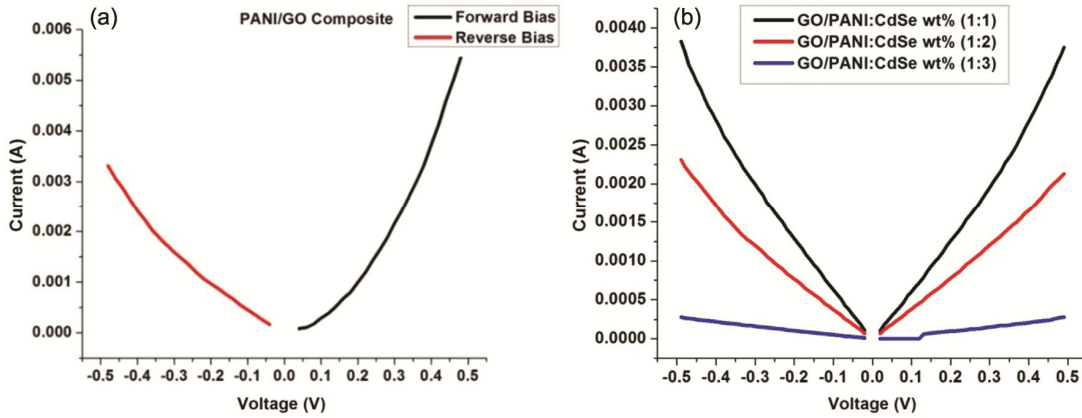 (a)
PANI/GO Composite
Forward Bias
Reverse Bias
0.006
0.005
0.004
0.003
0.002
0.001
0.000
Current (A)
-0.5 -0.4 -0.3 -0.2 -0.1 0.0 0.1 0.2 0.3 0.4 0.5
Voltage (V)
(b)
GO/PANI:CdSe wt% (1:1)
GO/PANI:CdSe wt% (1:2)
GO/PANI:CdSe wt% (1:3)
0.0040
0.0035
0.0030
0.0025
0.0020
0.0015
0.0010
0.0005
0.0000
Current (A)
-0.5 -0.4 -0.3 -0.2 -0.1 0.0 0.1 0.2 0.3 0.4 0.5
Voltage (V)